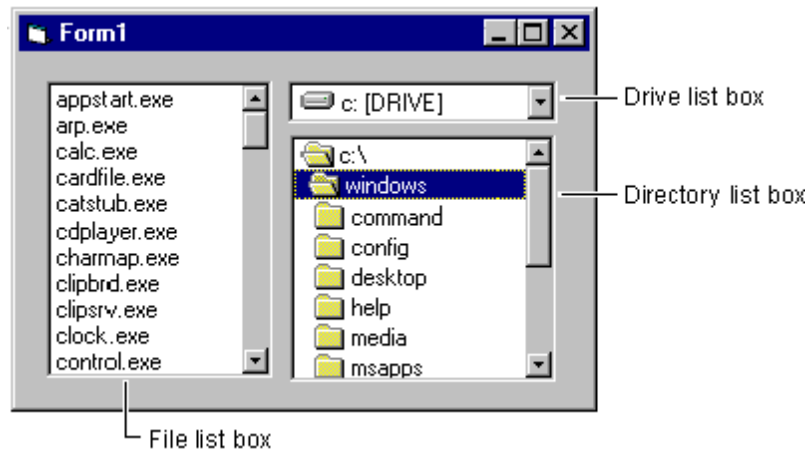 Form1
appstart.exe
arp.exe
calc.exe
cardfile.exe
catstub.exe
cdplayer.exe
charmap.exe
clipbrd.exe
clipsrv.exe
clock.exe
control.exe
c: [DRIVE]
c:\
windows
command
config
desktop
help
media
msapps
Drive list box
Directory list box
File list box